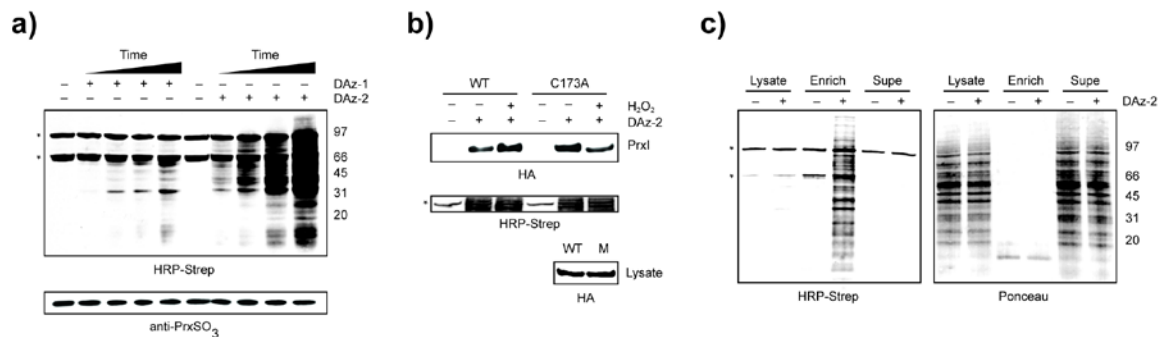 a)
Time Time
– + + + + – – – – – DAz-1
– – – – – – + + + + DAz-2
*
*
97
66
45
31
20
HRP-Strep
anti-PrxSO3
b)
WT C173A
– – + – – + H2O2
– + + – + + DAz-2
PrxI
HA
*
HRP-Strep
WT M
Lysate
HA
c)
Lysate Enrich Supe Lysate Enrich Supe
– + – + – + – + – + – + DAz-2
*
*
97
66
45
31
20
HRP-Strep Ponceau